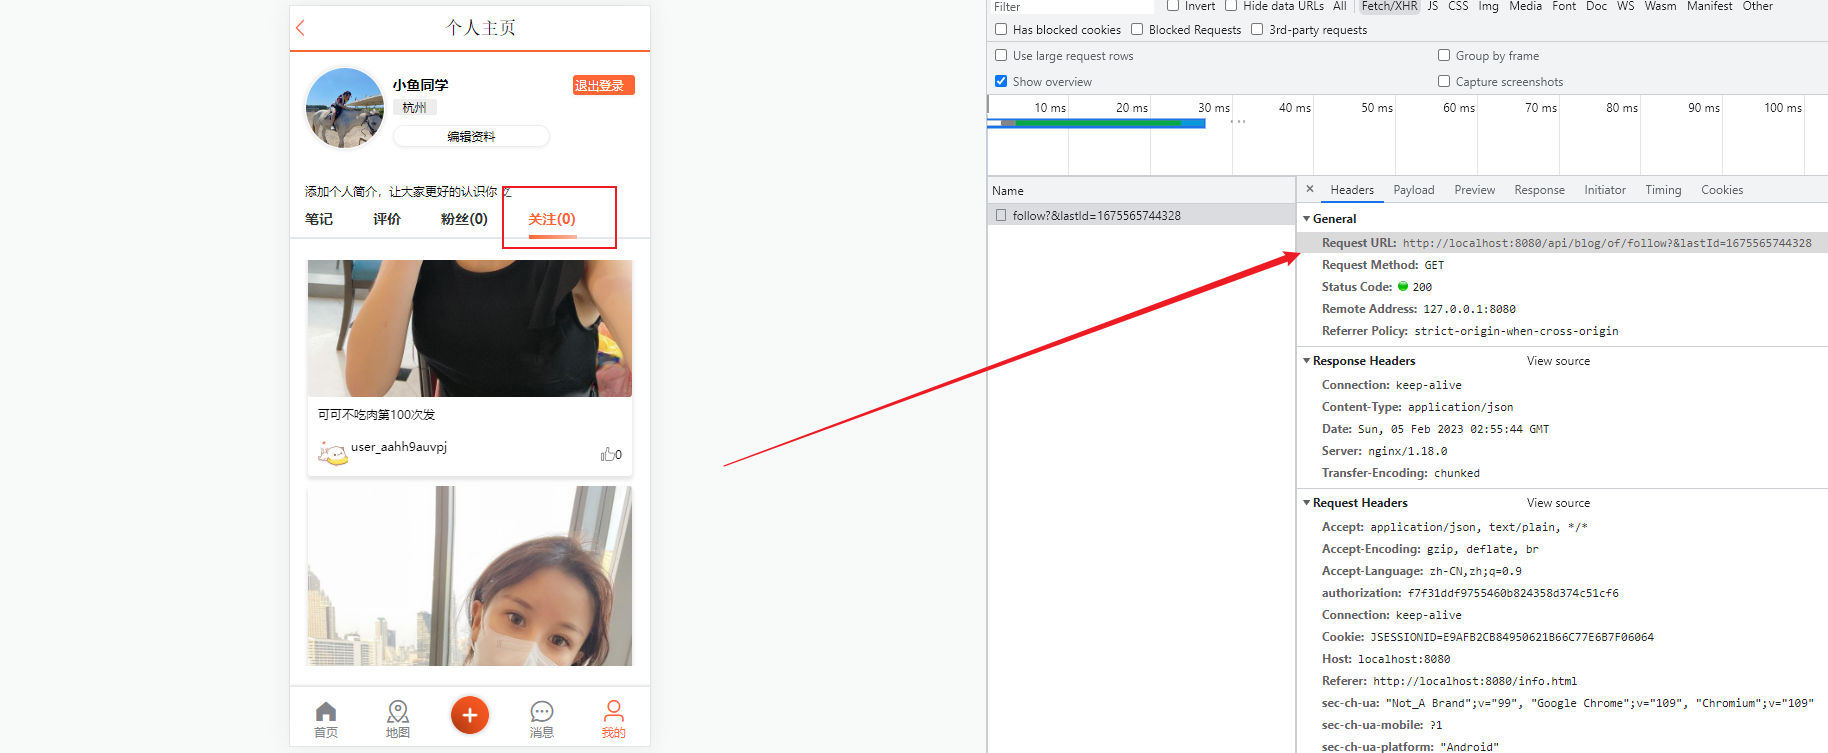 个人主页
小鱼同学
退出登录
杭州
编辑资料
添加个人简介，让大家更好的认识你
笔记 评价 粉丝(0) 关注(0)
可可不吃肉第100次发
user_aahh9auvpj
0
首页 地图 消息 我的
Filter Invert Hide data URLs All Fetch/XHR JS CSS Img Media Font Doc WS Wasm Manifest Other
Has blocked cookies Blocked Requests 3rd-party requests
Use large request rows Group by frame
Show overview Capture screenshots
10 ms 20 ms 30 ms 40 ms 50 ms 60 ms 70 ms 80 ms 90 ms 100 ms
Name
follow?&lastId=1675565744328
× Headers Payload Preview Response Initiator Timing Cookies
General
Request URL: http://localhost:8080/api/blog/of/follow?&lastId=1675565744328
Request Method: GET
Status Code: 200
Remote Address: 127.0.0.1:8080
Referrer Policy: strict-origin-when-cross-origin
Response Headers View source
Connection: keep-alive
Content-Type: application/json
Date: Sun, 05 Feb 2023 02:55:44 GMT
Server: nginx/1.18.0
Transfer-Encoding: chunked
Request Headers View source
Accept: application/json, text/plain, */*
Accept-Encoding: gzip, deflate, br
Accept-Language: zh-CN,zh;q=0.9
authorization: f7f31ddf9755460b824358d374c51cf6
Connection: keep-alive
Cookie: JSESSIONID=E9AFB2CB84950621B66C77E6B7F06064
Host: localhost:8080
Referer: http://localhost:8080/info.html
sec-ch-ua: "Not_A Brand";v="99", "Google Chrome";v="109", "Chromium";v="109"
sec-ch-ua-mobile: ?1
sec-ch-ua-platform: "Android"